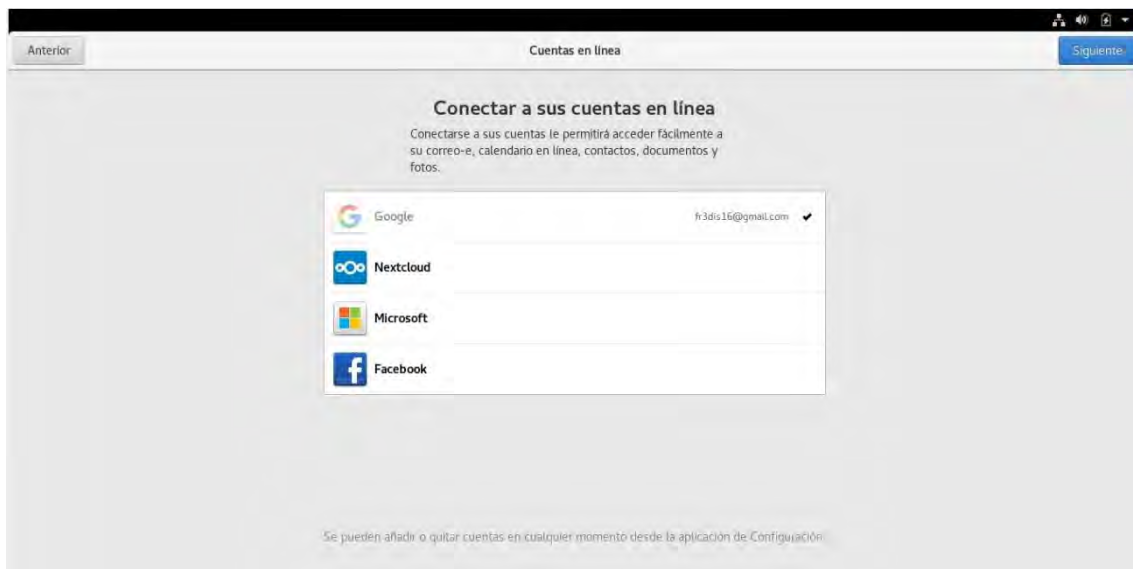 Anterior
Cuentas en línea
Siguiente
Conectar a sus cuentas en línea
Conectarse a sus cuentas le permitirá acceder fácilmente a
su correo-e, calendario en línea, contactos, documentos y
fotos.
Google
fr3dis16@gmail.com
Nextcloud
Microsoft
Facebook
Se pueden añadir o quitar cuentas en cualquier momento desde la aplicación de Configuración